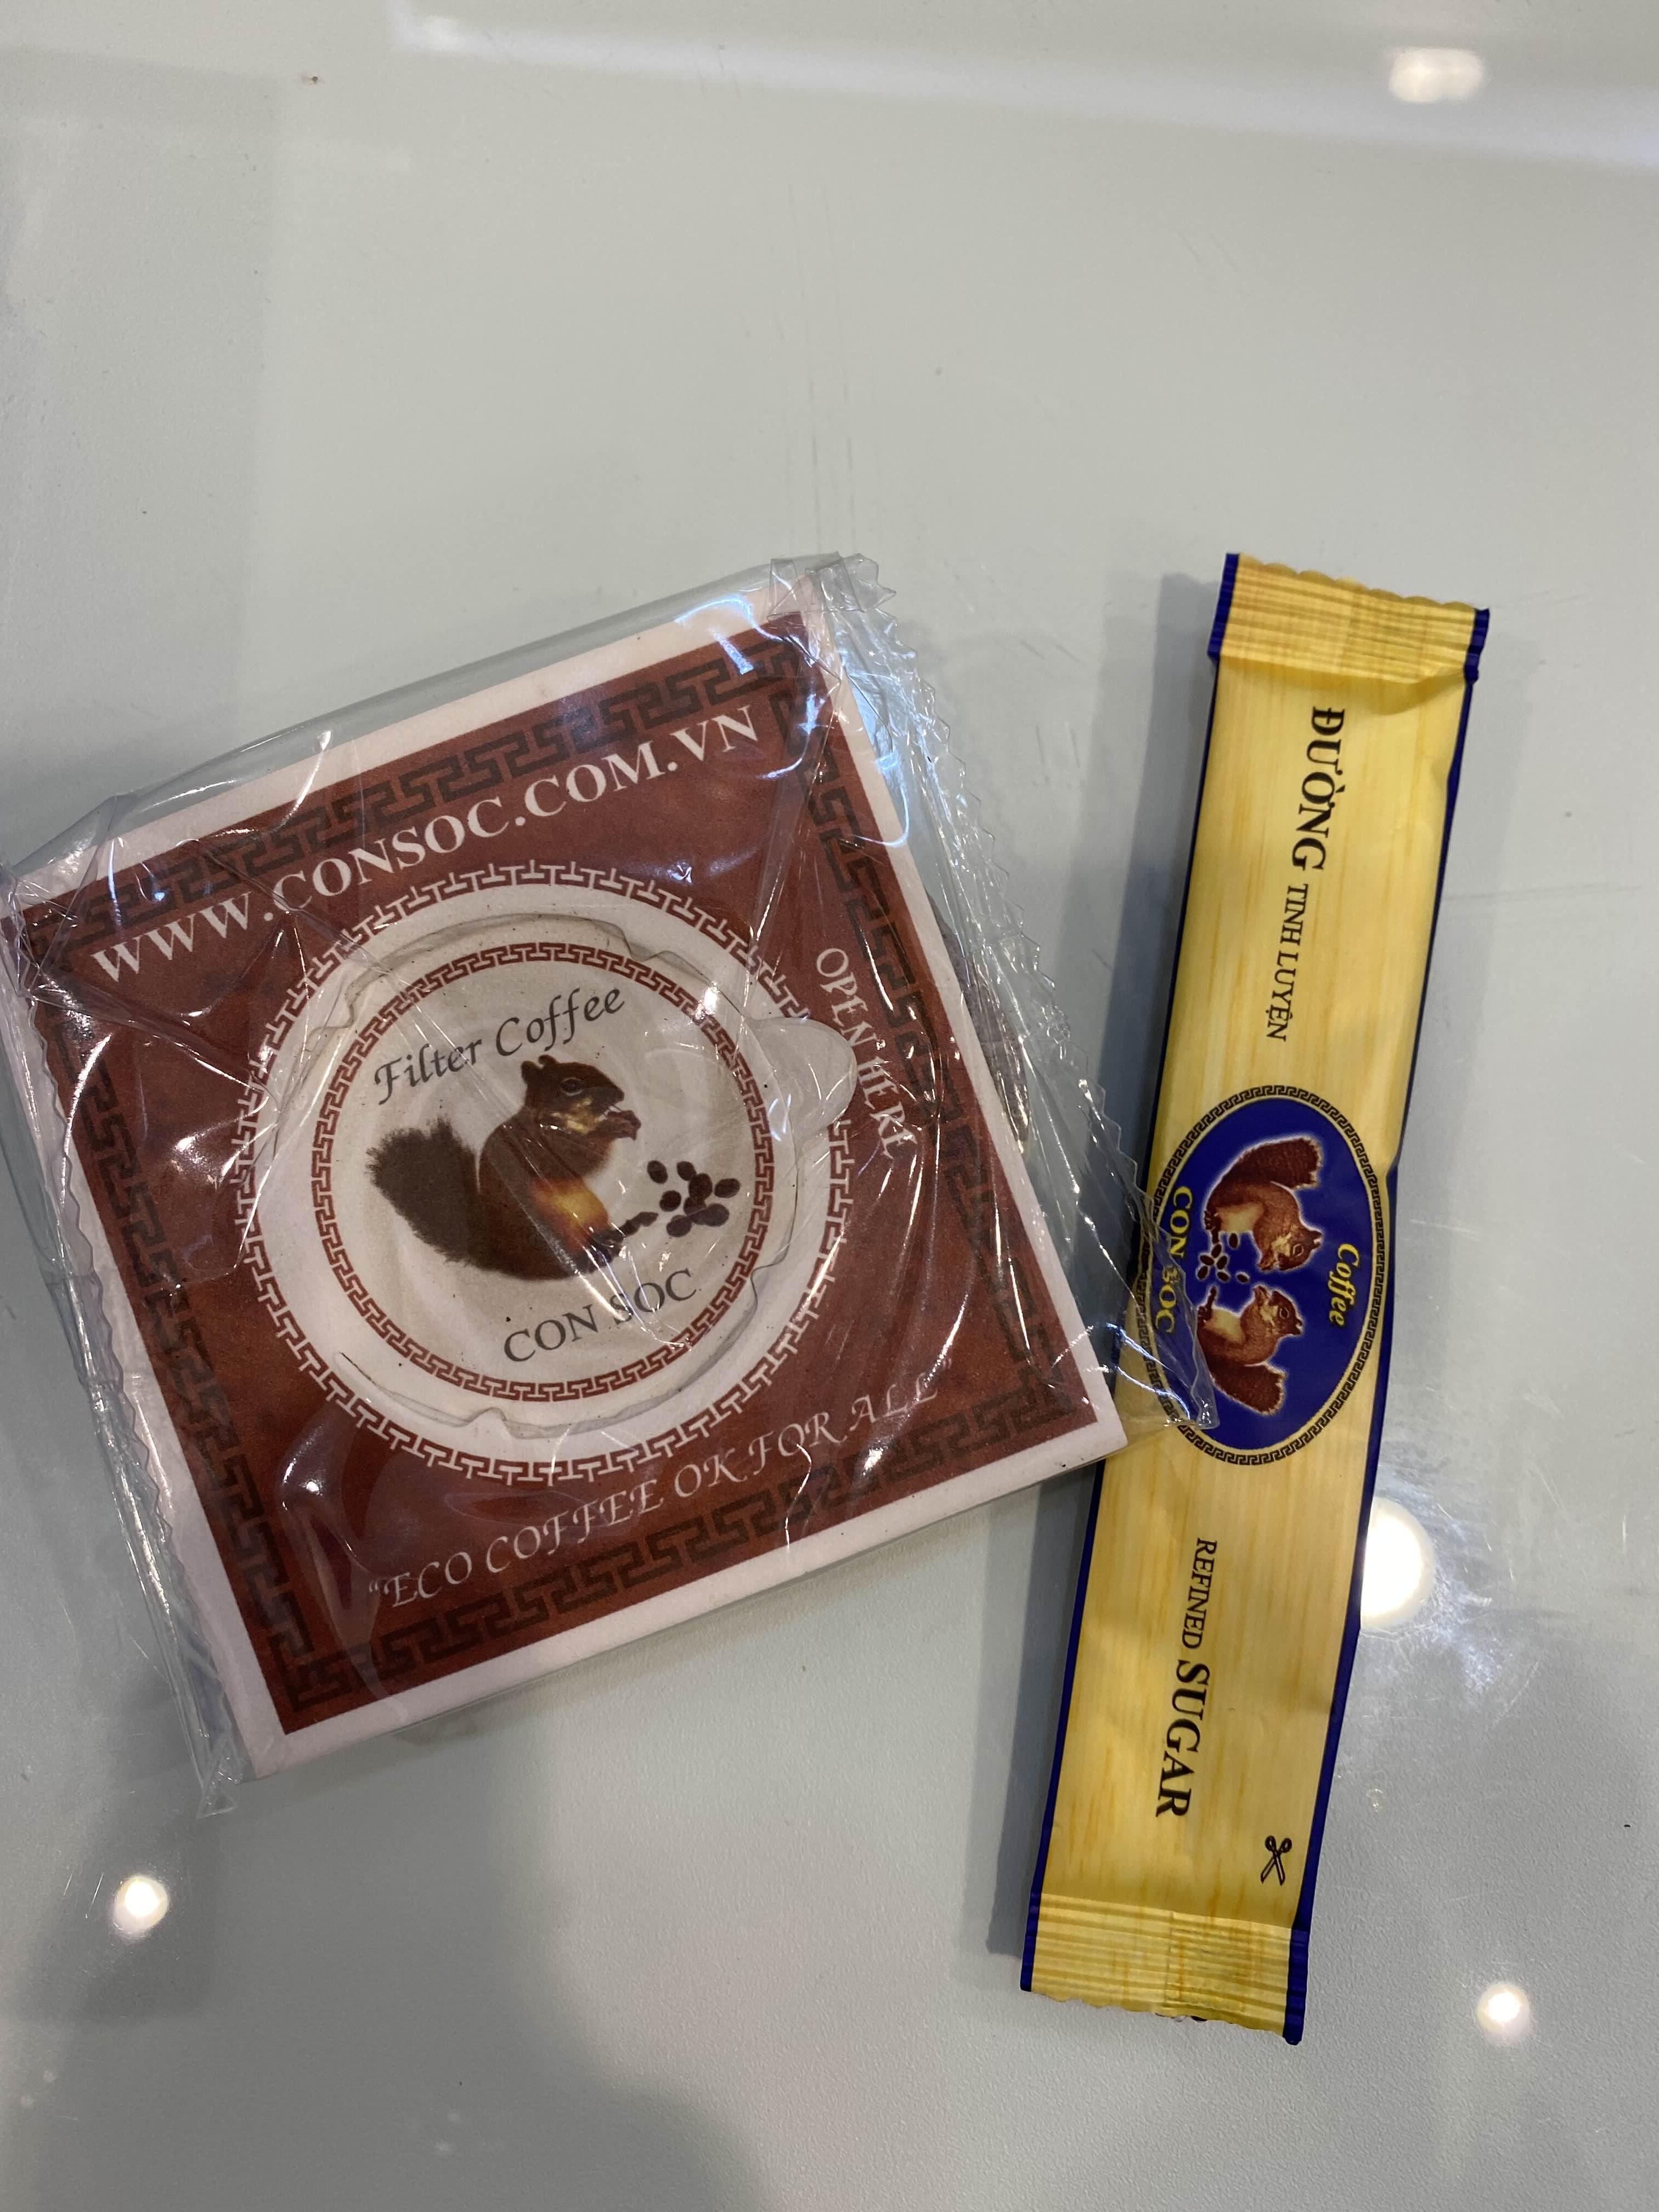 WWW.CONSOC.COM.VN
Filter Coffee
CON SOC
OPEN HERE
"ECO COFFEE OK FOR ALL"
ĐƯỜNG TINH LUYỆN
Coffee
CON SOC
REFINED SUGAR